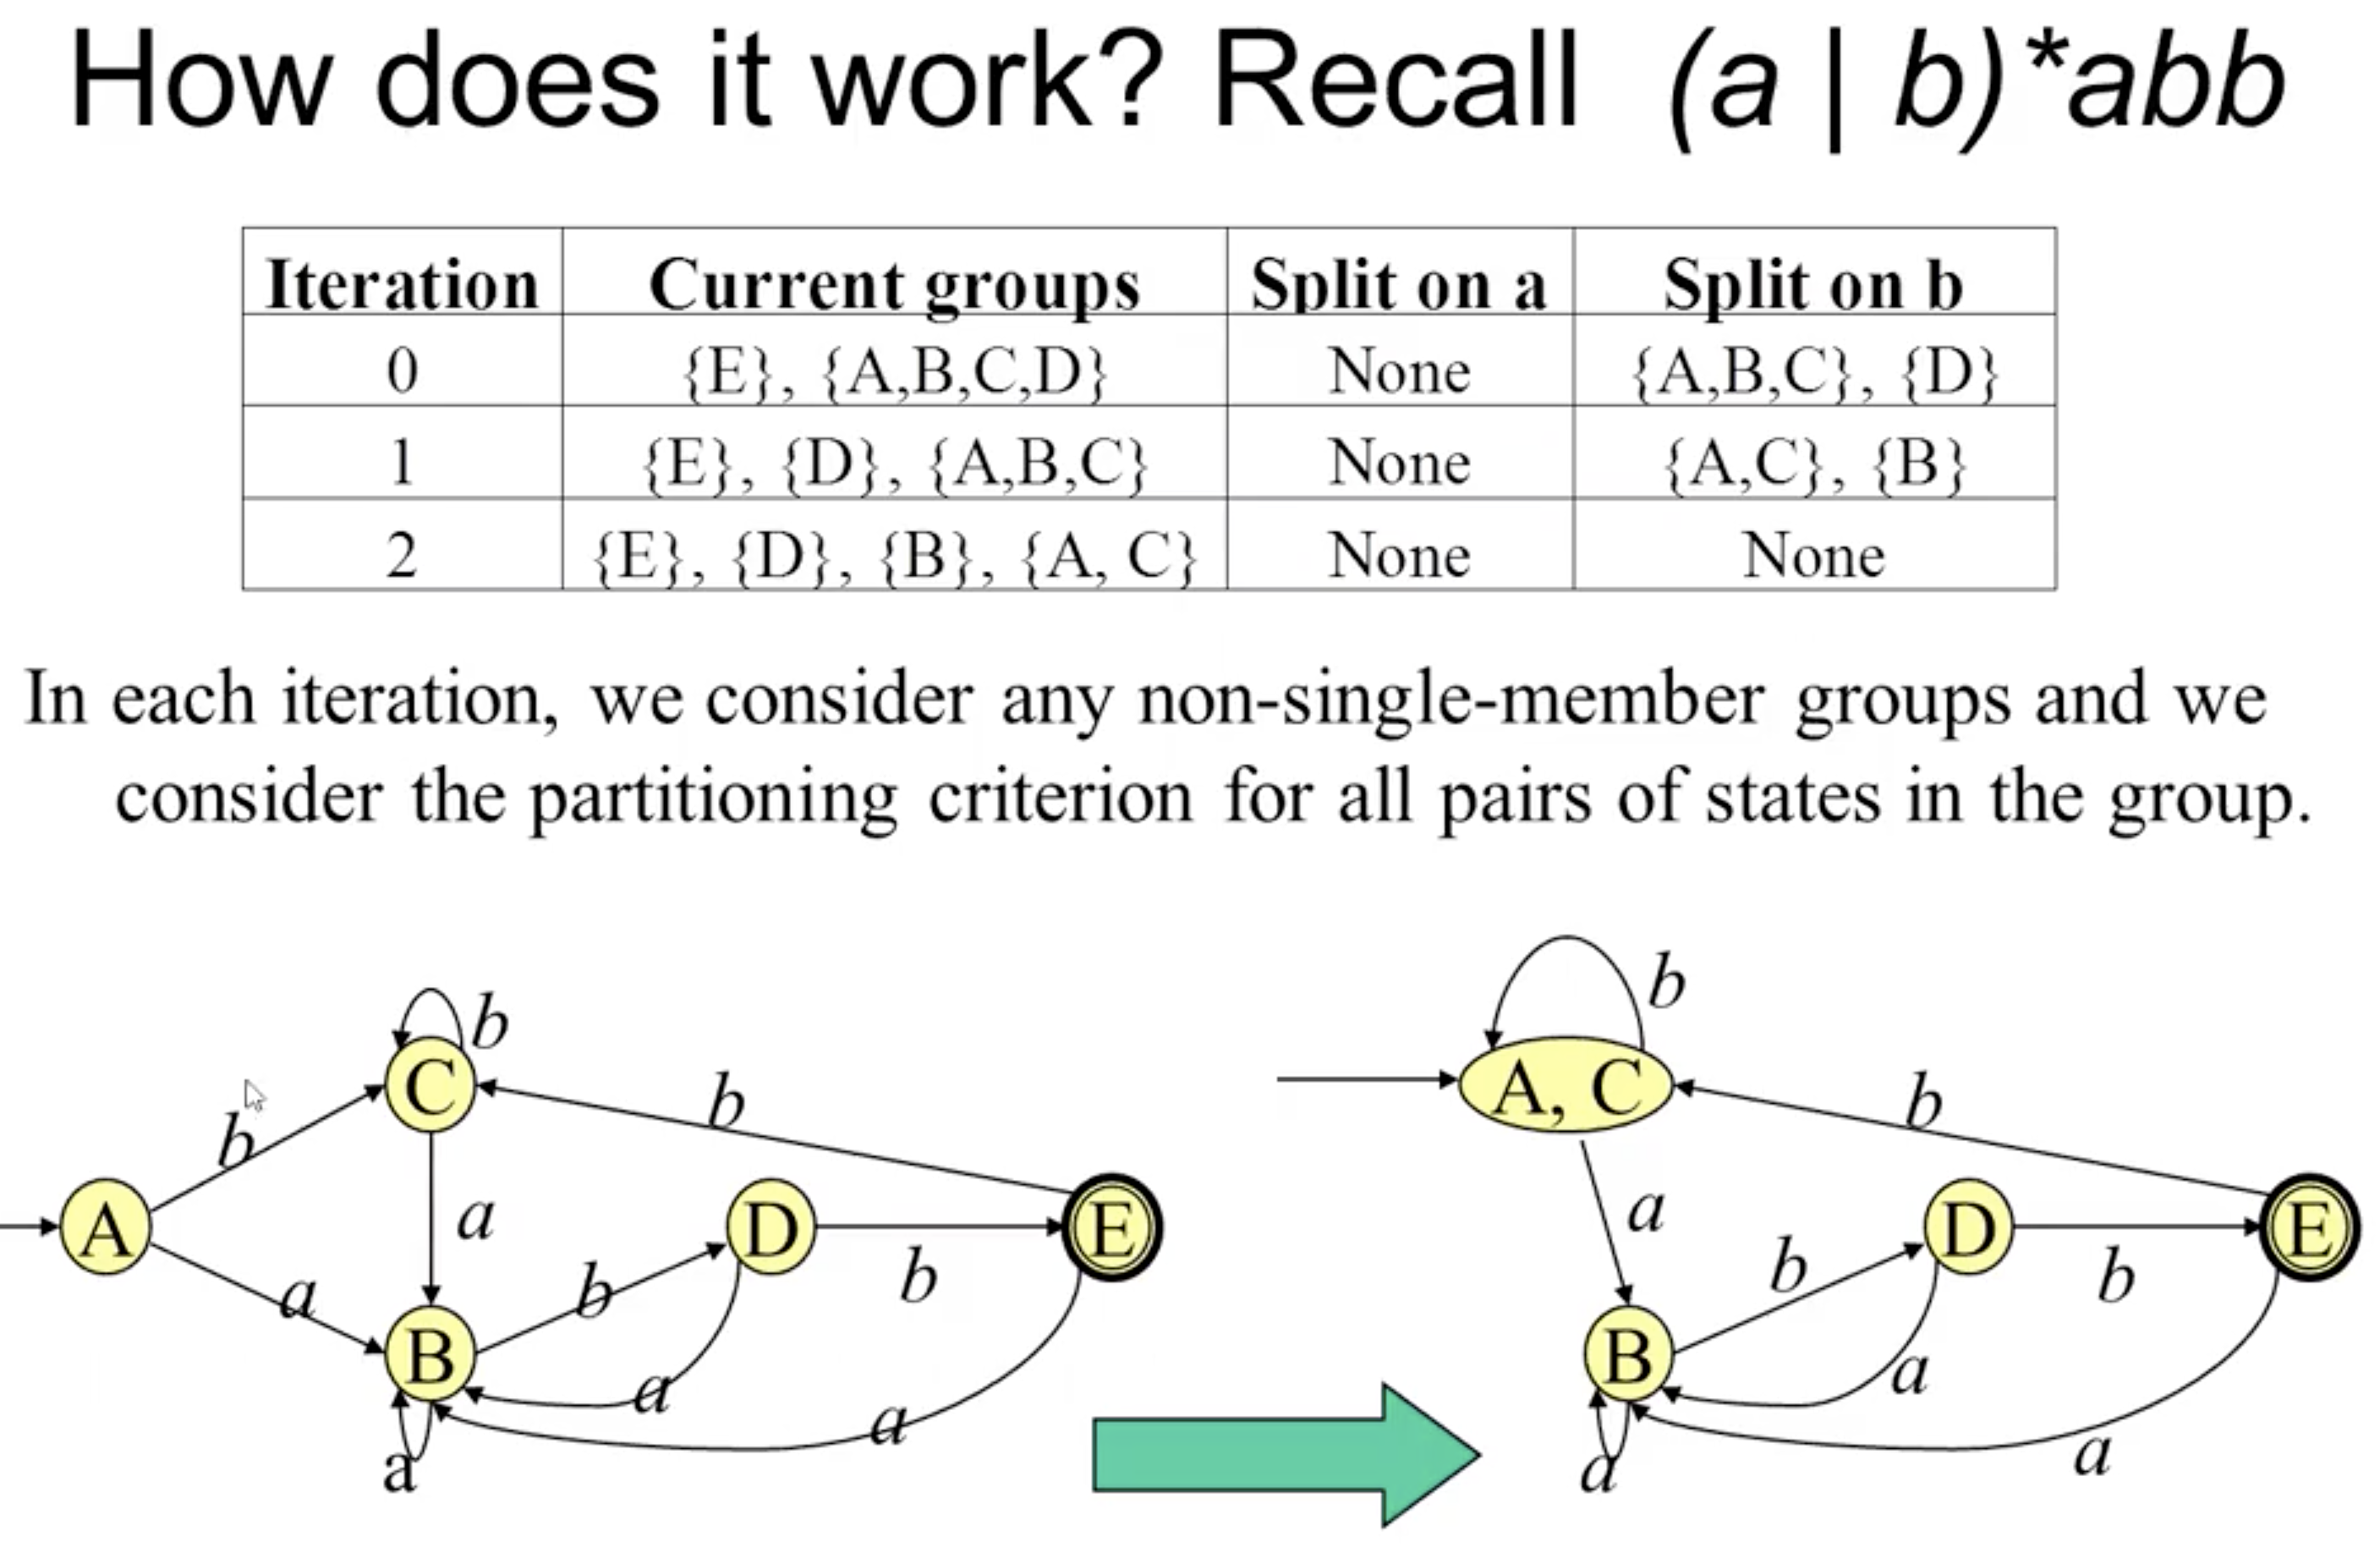 How does it work? Recall (a | b)*abb
Iteration Current groups Split on a Split on b
0 {E}, {A,B,C,D} None {A,B,C}, {D}
1 {E}, {D}, {A,B,C} None {A,C}, {B}
2 {E}, {D}, {B}, {A, C} None None
In each iteration, we consider any non-single-member groups and we
consider the partitioning criterion for all pairs of states in the group.
b
C
b
b
A
a
D
E
a
b
b
B
a
a
a
b
A, C
b
a
D
E
b
b
B
a
a
a